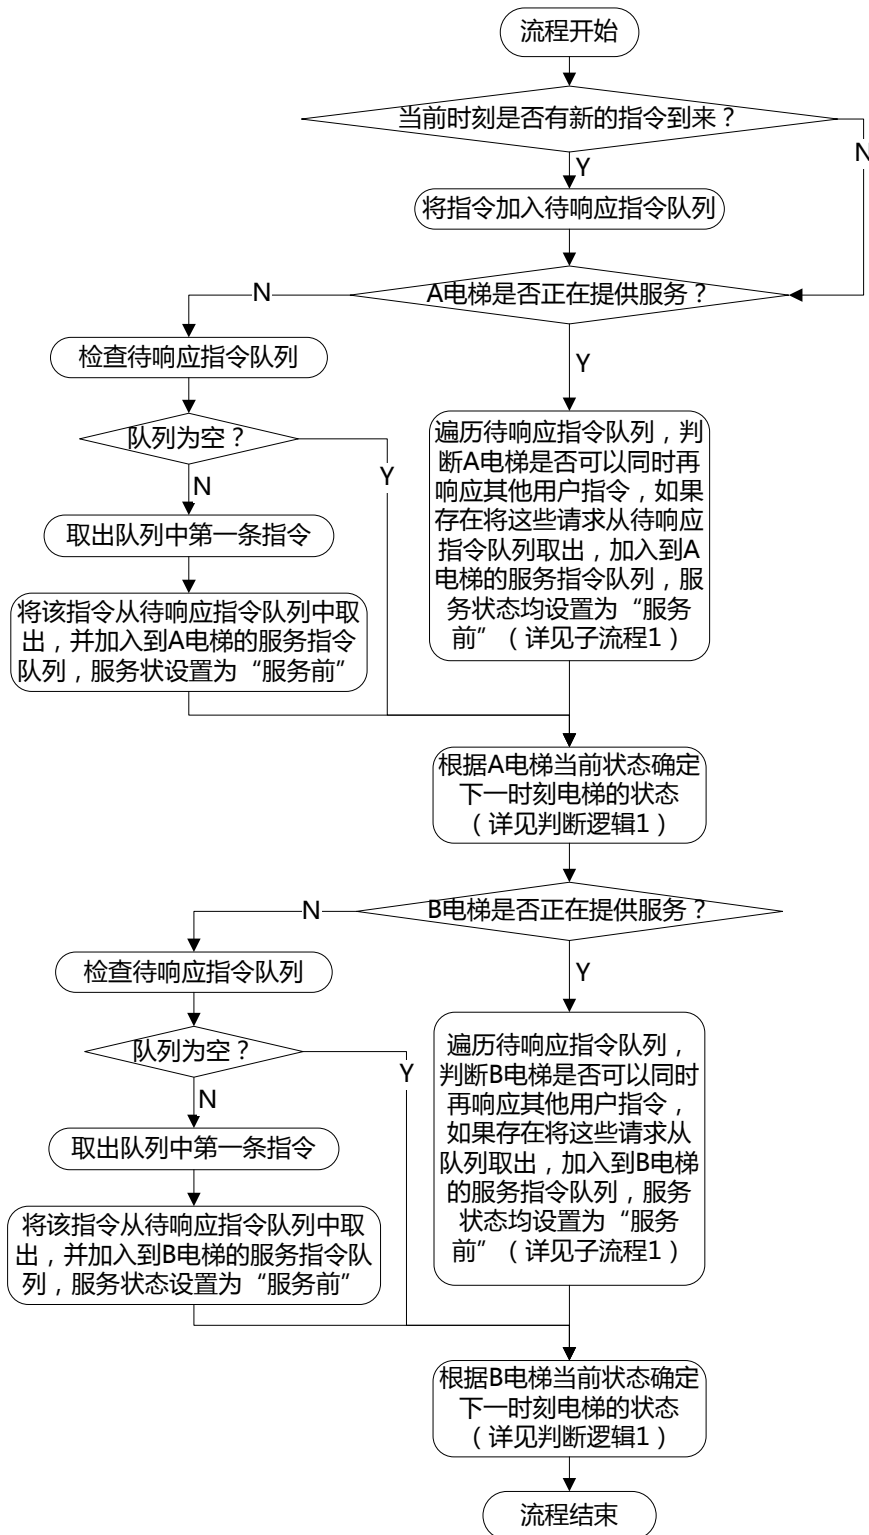 流程开始
当前时刻是否有新的指令到来？
N
Y
将指令加入待响应指令队列
A电梯是否正在提供服务？
N
Y
检查待响应指令队列
队列为空？
Y
N
取出队列中第一条指令
将该指令从待响应指令队列中取
出，并加入到A电梯的服务指令
队列，服务状设置为“服务前”
遍历待响应指令队列，判
断A电梯是否可以同时再
响应其他用户指令，如果
存在将这些请求从待响应
指令队列取出，加入到A
电梯的服务指令队列，服
务状态均设置为“服务
前”（详见子流程1）
根据A电梯当前状态确定
下一时刻电梯的状态
（详见判断逻辑1）
B电梯是否正在提供服务？
N
Y
检查待响应指令队列
队列为空？
Y
N
取出队列中第一条指令
将该指令从待响应指令队列中取
出，并加入到B电梯的服务指令队
列，服务状态设置为“服务前”
遍历待响应指令队列，
判断B电梯是否可以同时
再响应其他用户指令，
如果存在将这些请求从
队列取出，加入到B电梯
的服务指令队列，服务
状态均设置为“服务
前”（详见子流程1）
根据B电梯当前状态确定
下一时刻电梯的状态
（详见判断逻辑1）
流程结束